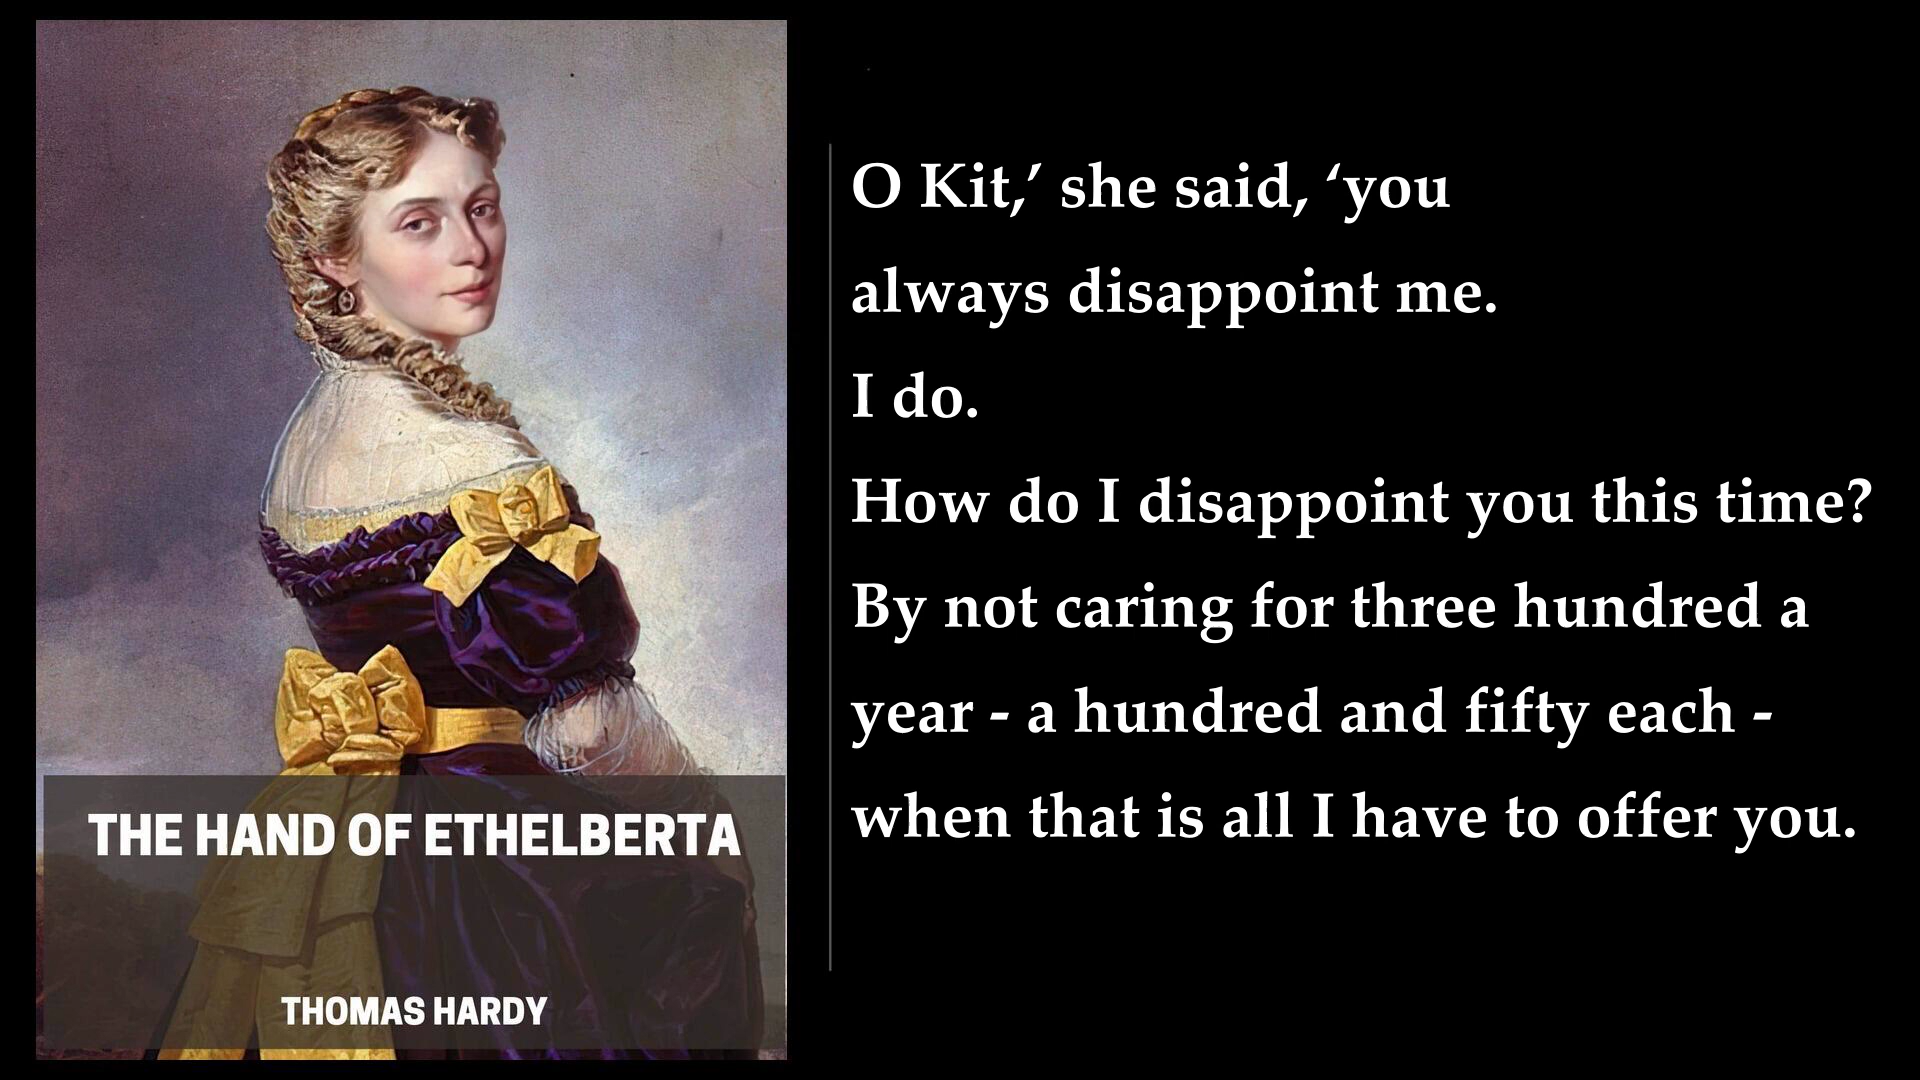 THE HAND OF ETHELBERTA
THOMAS HARDY
O Kit,’ she said, ‘you
always disappoint me.
I do.
How do I disappoint you this time?
By not caring for three hundred a
year - a hundred and fifty each -
when that is all I have to offer you.